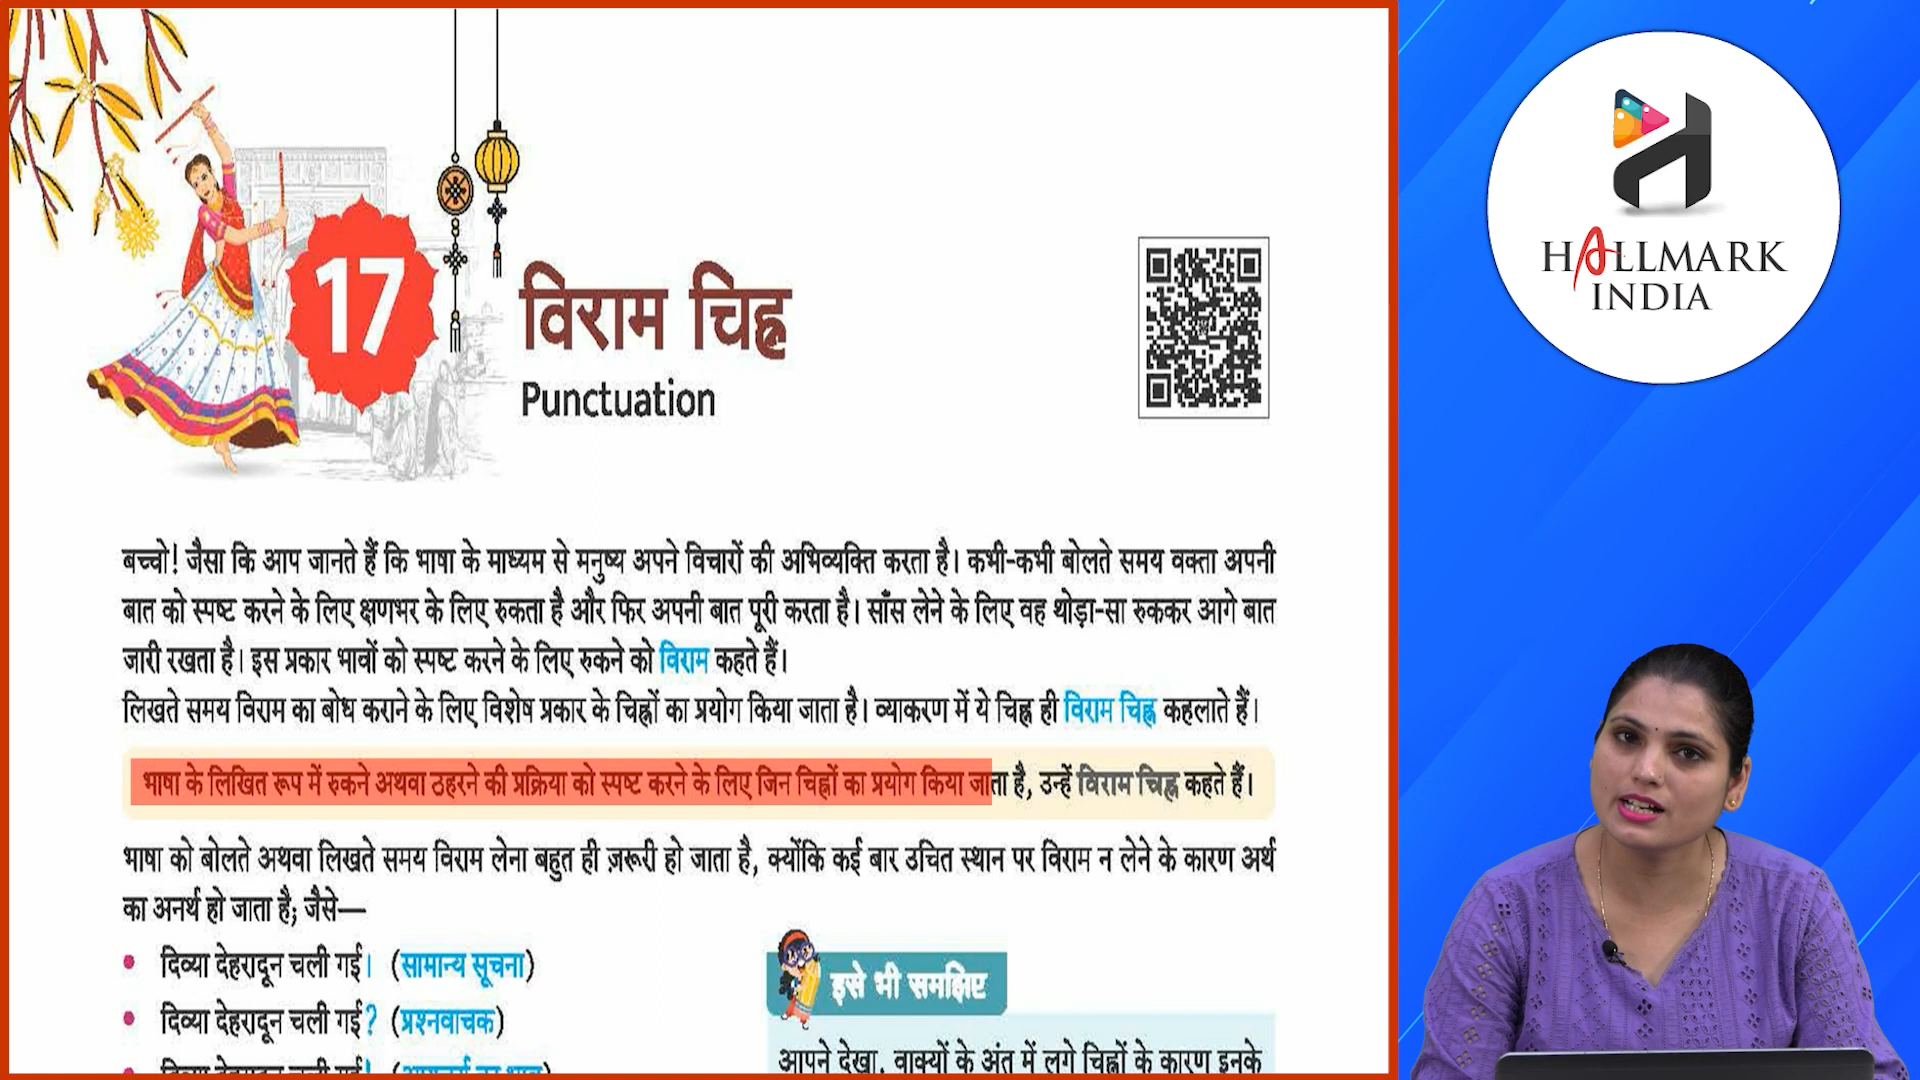 17
विराम चिह्न
Punctuation
HALLMARK
INDIA
बच्चो! जैसा कि आप जानते हैं कि भाषा के माध्यम से मनुष्य अपने विचारों की अभिव्यक्ति करता है। कभी-कभी बोलते समय वक्ता अपनी
बात को स्पष्ट करने के लिए क्षणभर के लिए रुकता है और फिर अपनी बात पूरी करता है। साँस लेने के लिए वह थोड़ा-सा रुककर आगे बात
जारी रखता है। इस प्रकार भावों को स्पष्ट करने के लिए रुकने को विराम कहते हैं।
लिखते समय विराम का बोध कराने के लिए विशेष प्रकार के चिह्नों का प्रयोग किया जाता है। व्याकरण में ये चिह्न ही विराम चिह्न कहलाते हैं।
भाषा के लिखित रूप में रुकने अथवा ठहरने की प्रक्रिया को स्पष्ट करने के लिए जिन चिह्नों का प्रयोग किया जाता है, उन्हें विराम चिह्न कहते हैं।
भाषा को बोलते अथवा लिखते समय विराम लेना बहुत ही ज़रूरी हो जाता है, क्योंकि कई बार उचित स्थान पर विराम न लेने के कारण अर्थ
का अनर्थ हो जाता है; जैसे—
• दिव्या देहरादून चली गई। (सामान्य सूचना)
• दिव्या देहरादून चली गई? (प्रश्नवाचक)
इसे भी समझिए
आपने देखा, वाक्यों के अंत में लगे चिह्नों के कारण इनके